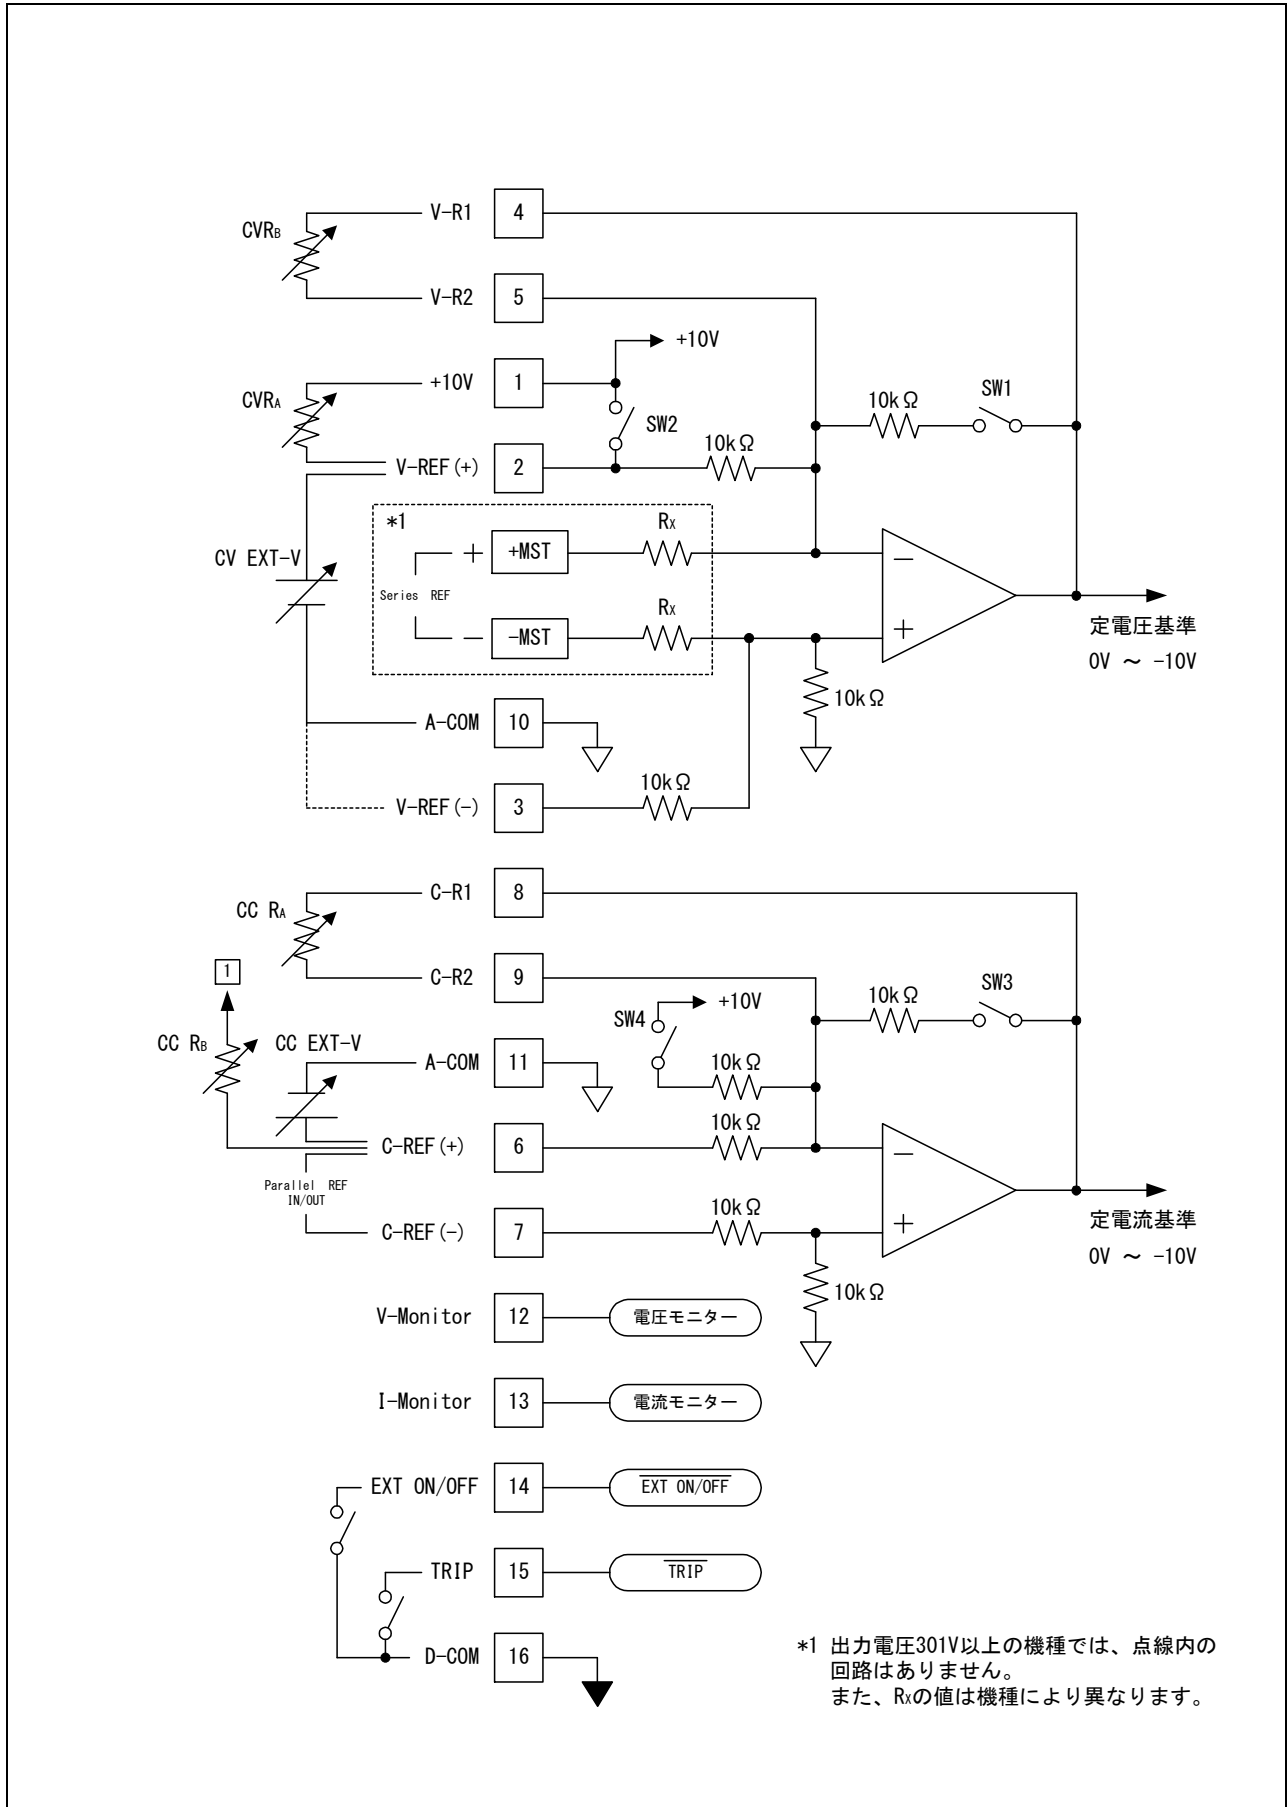 V-R1 4
CVRB
V-R2 5
+10V
+10V 1
CVRA
SW2
10kΩ SW1
10kΩ
V-REF(+) 2
*1
RX
CV EXT-V
+ +MST
−
Series REF
RX
− -MST
+
定電圧基準
0V ～ -10V
10kΩ
A-COM 10
10kΩ
V-REF(-) 3
C-R1 8
CC RA
1
C-R2 9
SW4 +10V
10kΩ SW3
CC RB CC EXT-V
A-COM 11
10kΩ
10kΩ
C-REF(+) 6
−
Parallel REF
IN/OUT
10kΩ
C-REF(-) 7
+
定電流基準
0V ～ -10V
10kΩ
V-Monitor 12 電圧モニター
I-Monitor 13 電流モニター
EXT ON/OFF 14 EXT ON/OFF
TRIP 15 TRIP
D-COM 16
*1 出力電圧301V以上の機種では、点線内の
回路はありません。
また、RXの値は機種により異なります。